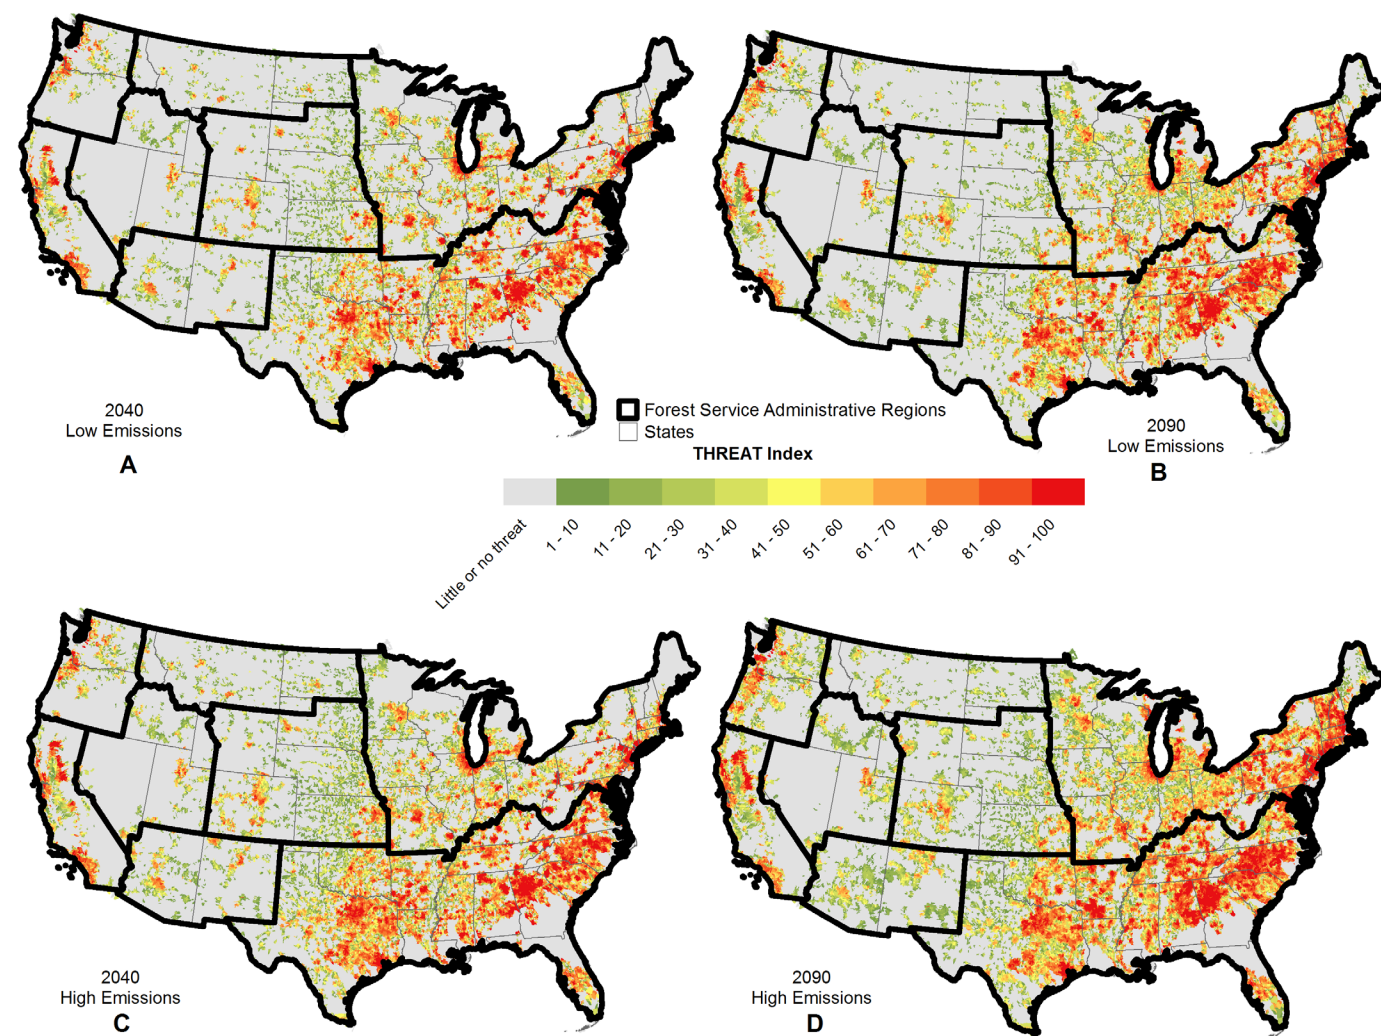 2040
Low Emissions
A
Forest Service Administrative Regions
States
THREAT Index
2090
Low Emissions
B
Little or no threat
1 - 10
11 - 20
21 - 30
31 - 40
41 - 50
51 - 60
61 - 70
71 - 80
81 - 90
91 - 100
2040
High Emissions
C
2090
High Emissions
D